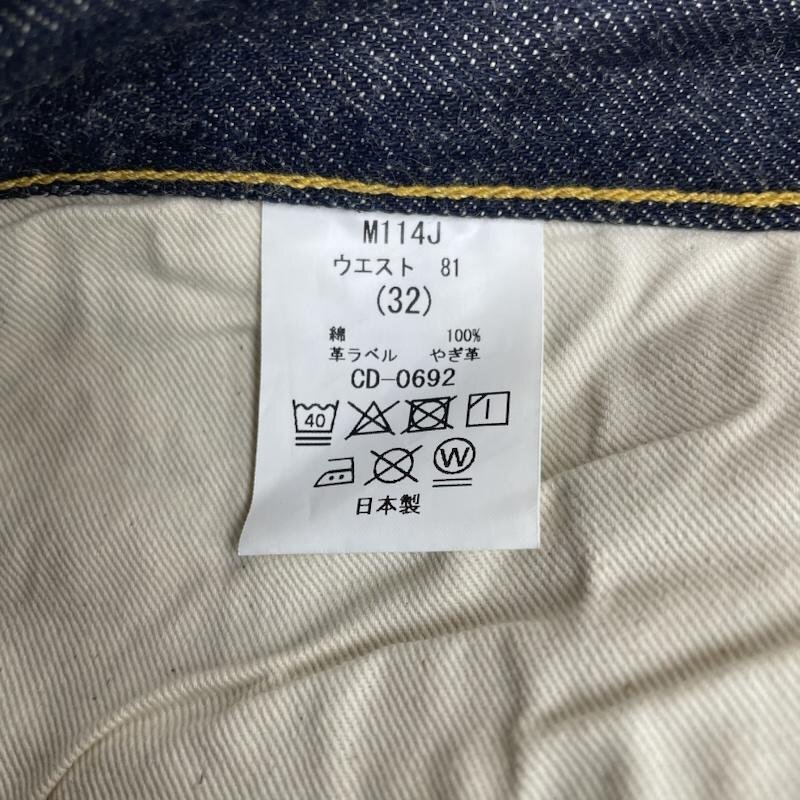 M114J
ウエスト 81
(32)
綿 100%
革ラベル やぎ革
CD-0692
40
W
日本製